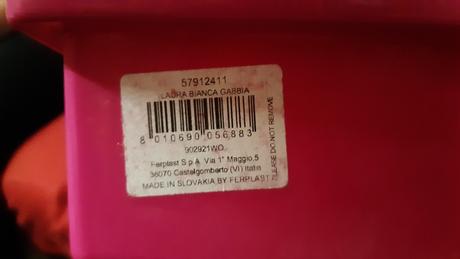 57912411
LAURA BIANCA GABBIA
8 010690 056883
902921WO
Ferplast S.p.A. Via 1° Maggio,5
36070 Castelgomberto (VI) Italia
MADE IN SLOVAKIA BY FERPLAST
PLEASE DO NOT REMOVE